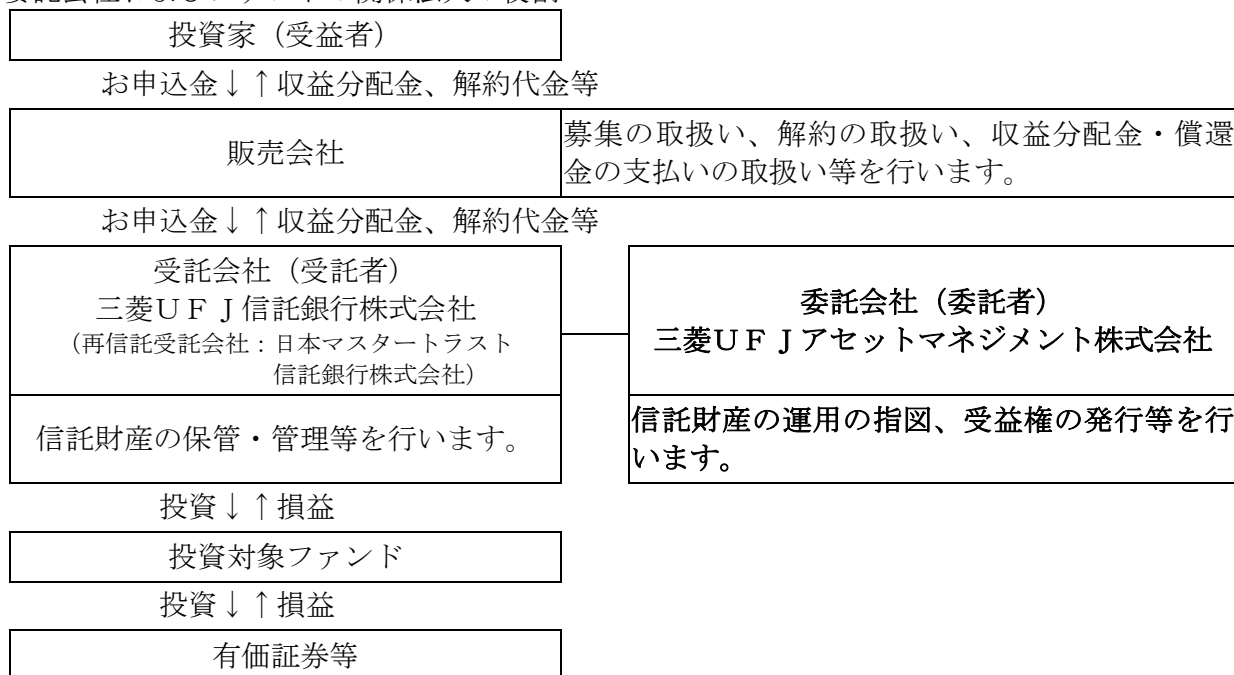 投資家（受益者）
お申込金↓↑収益分配金、解約代金等
販売会社
募集の取扱い、解約の取扱い、収益分配金・償還
金の支払いの取扱い等を行います。
お申込金↓↑収益分配金、解約代金等
受託会社（受託者）
三菱ＵＦＪ信託銀行株式会社
（再信託受託会社：日本マスタートラスト
信託銀行株式会社）
委託会社（委託者）
三菱ＵＦＪアセットマネジメント株式会社
信託財産の保管・管理等を行います。
信託財産の運用の指図、受益権の発行等を行
います。
投資↓↑損益
投資対象ファンド
投資↓↑損益
有価証券等